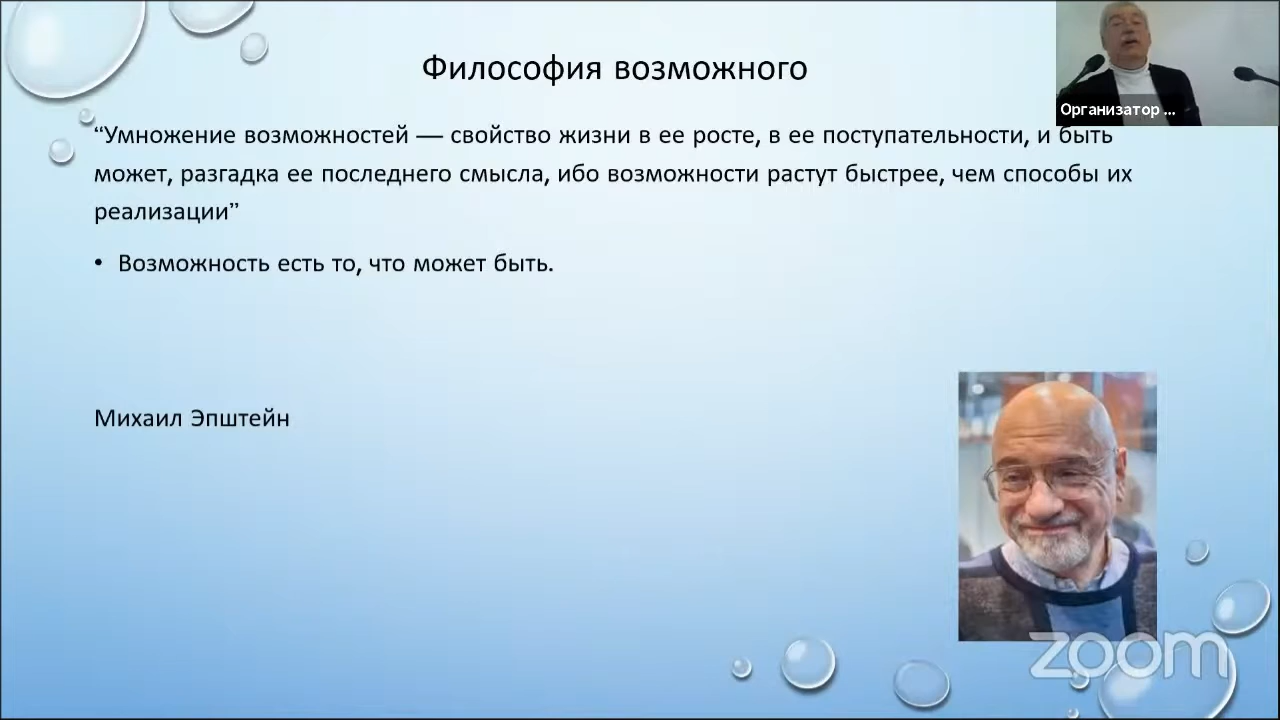 Философия возможного
Организатор ...
“Умножение возможностей — свойство жизни в ее росте, в ее поступательности, и быть
может, разгадка ее последнего смысла, ибо возможности растут быстрее, чем способы их
реализации”
• Возможность есть то, что может быть.
Михаил Эпштейн
zoom